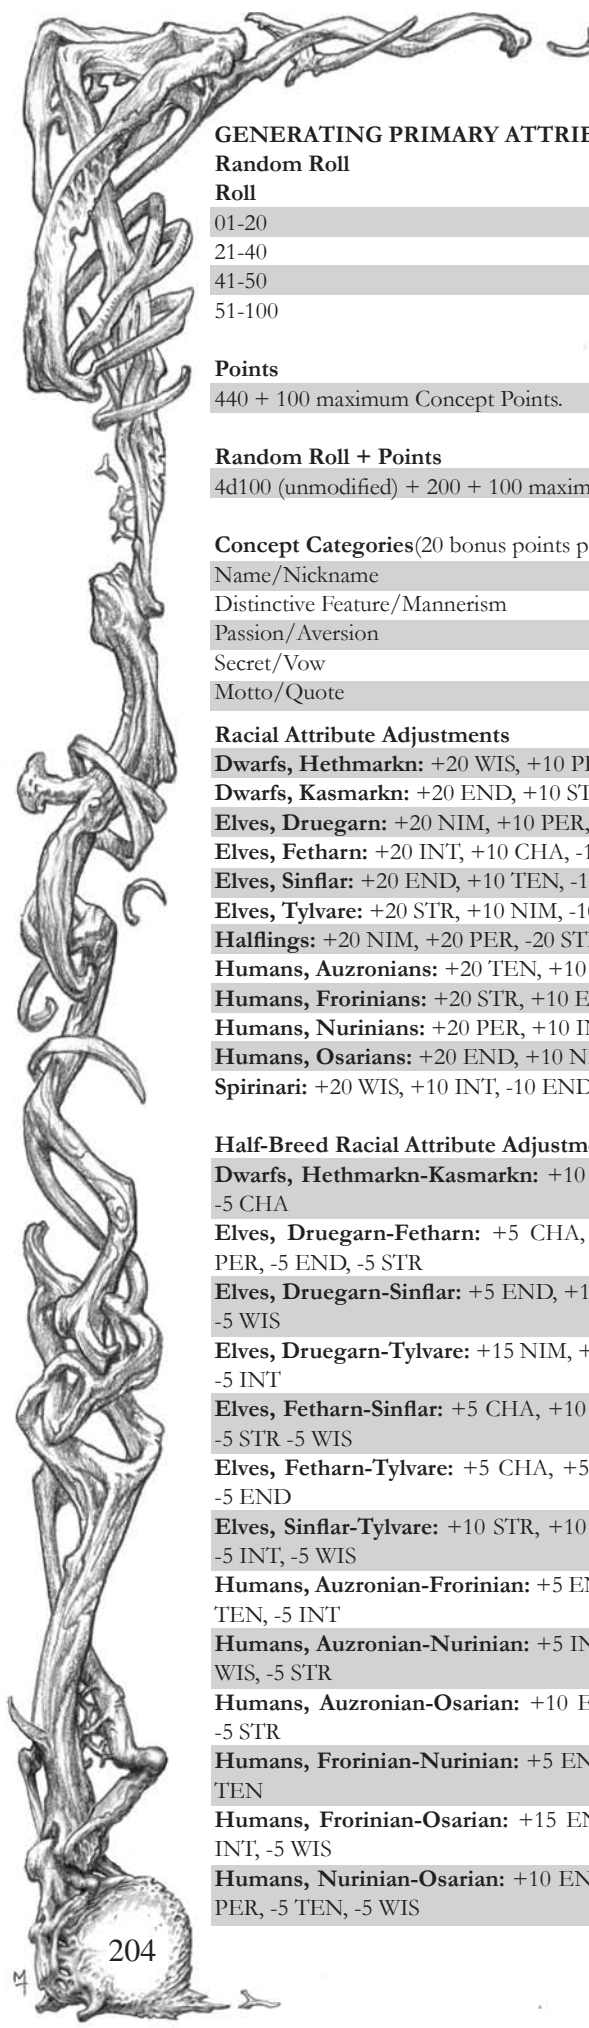 GENERATING PRIMARY
Random Roll
Roll
01-20
21-40
41-50
51-100
Points
440 + 100 maximum Concept Points.
Random Roll + Points
4d100 (unmodified) + 200 + 100
Concept Categories(20 bonus points
Name/Nickname
Distinctive Feature/Mannerism
Passion/Aversion
Secret/Vow
Motto/Quote
Racial Attribute Adjustments
Dwarfs, Hethmarkn: +20 WIS, +10
Dwarfs, Kasmarkn: +20 END, +10
Elves, Druegarn: +20 NIM, +10 PER,
Elves, Fetharn: +20 INT, +10 CHA,
Elves, Sinflar: +20 END, +10 TEN,
Elves, Tylvare: +20 STR, +10 NIM,
Halflings: +20 NIM, +20 PER, -20
Humans, Auzronians: +20 TEN, +10
Humans, Frorinians: +20 STR, +10
Humans, Nurinians: +20 PER, +10
Humans, Osarians: +20 END, +10
Spirinari: +20 WIS, +10 INT, -10 END
Half-Breed Racial Attribute
Dwarfs, Hethmarkn-Kasmarkn: +10
-5 CHA
Elves, Druegarn-Fetharn: +5 CHA,
PER, -5 END, -5 STR
Elves, Druegarn-Sinflar: +5 END,
-5 WIS
Elves, Druegarn-Tylvare: +15 NIM,
-5 INT
Elves, Fetharn-Sinflar: +5 CHA, +10
-5 STR -5 WIS
Elves, Fetharn-Tylvare: +5 CHA, +5
-5 END
Elves, Sinflar-Tylvare: +10 STR, +10
-5 INT, -5 WIS
Humans, Auzronian-Frorinian: +5
TEN, -5 INT
Humans, Auzronian-Nurinian: +5
WIS, -5 STR
Humans, Auzronian-Osarian: +10
-5 STR
Humans, Frorinian-Nurinian: +5
TEN
Humans, Frorinian-Osarian: +15
INT, -5 WIS
Humans, Nurinian-Osarian: +10
PER, -5 TEN, -5 WIS
204